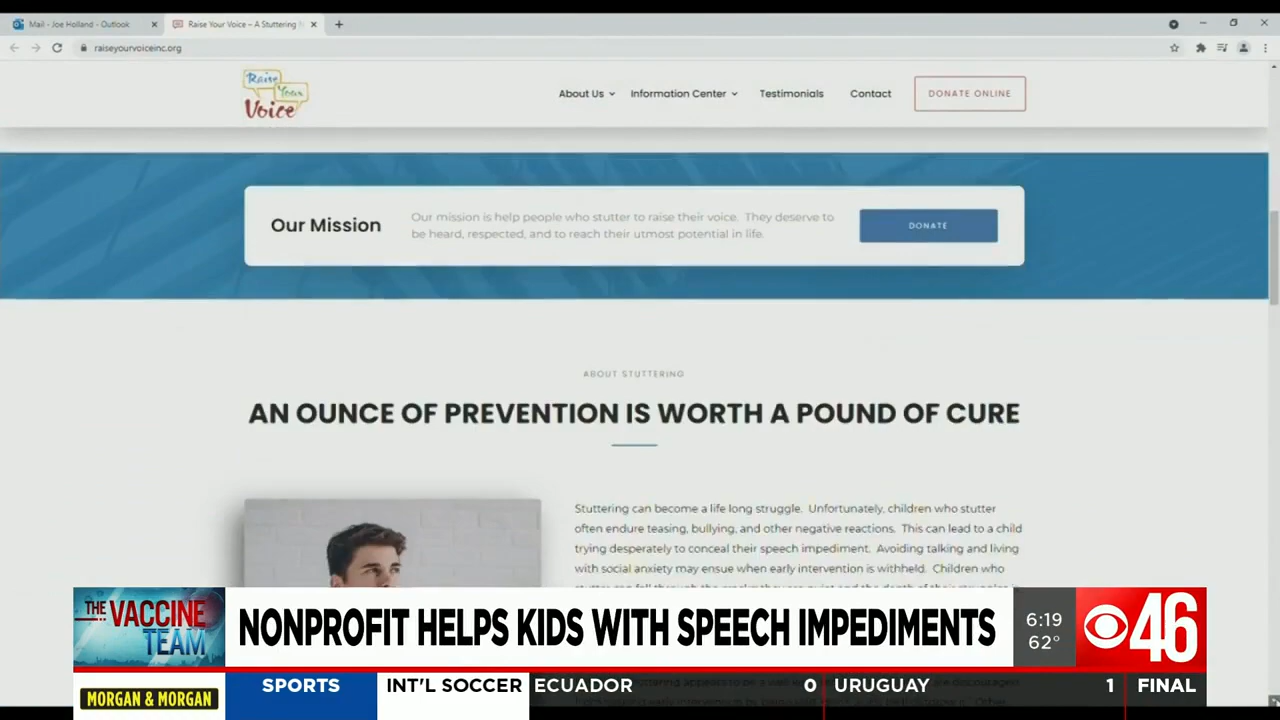 Mail - Joe Holland - Outlook
Raise Your Voice – A Stuttering
raiseyourvoiceinc.org
Raise
Your
Voice
About Us
Information Center
Testimonials
Contact
DONATE ONLINE
Our Mission
Our mission is help people who stutter to raise their voice. They deserve to
be heard, respected, and to reach their utmost potential in life.
DONATE
ABOUT STUTTERING
AN OUNCE OF PREVENTION IS WORTH A POUND OF CURE
Stuttering can become a life long struggle. Unfortunately, children who stutter
often endure teasing, bullying, and other negative reactions. This can lead to a child
trying desperately to conceal their speech impediment. Avoiding talking and living
with social anxiety may ensue when early intervention is withheld. Children who
THE
VACCINE
TEAM
NONPROFIT HELPS KIDS WITH SPEECH IMPEDIMENTS
6:19
62°
46
MORGAN & MORGAN
SPORTS
INT'L SOCCER
ECUADOR 0
URUGUAY 1
FINAL